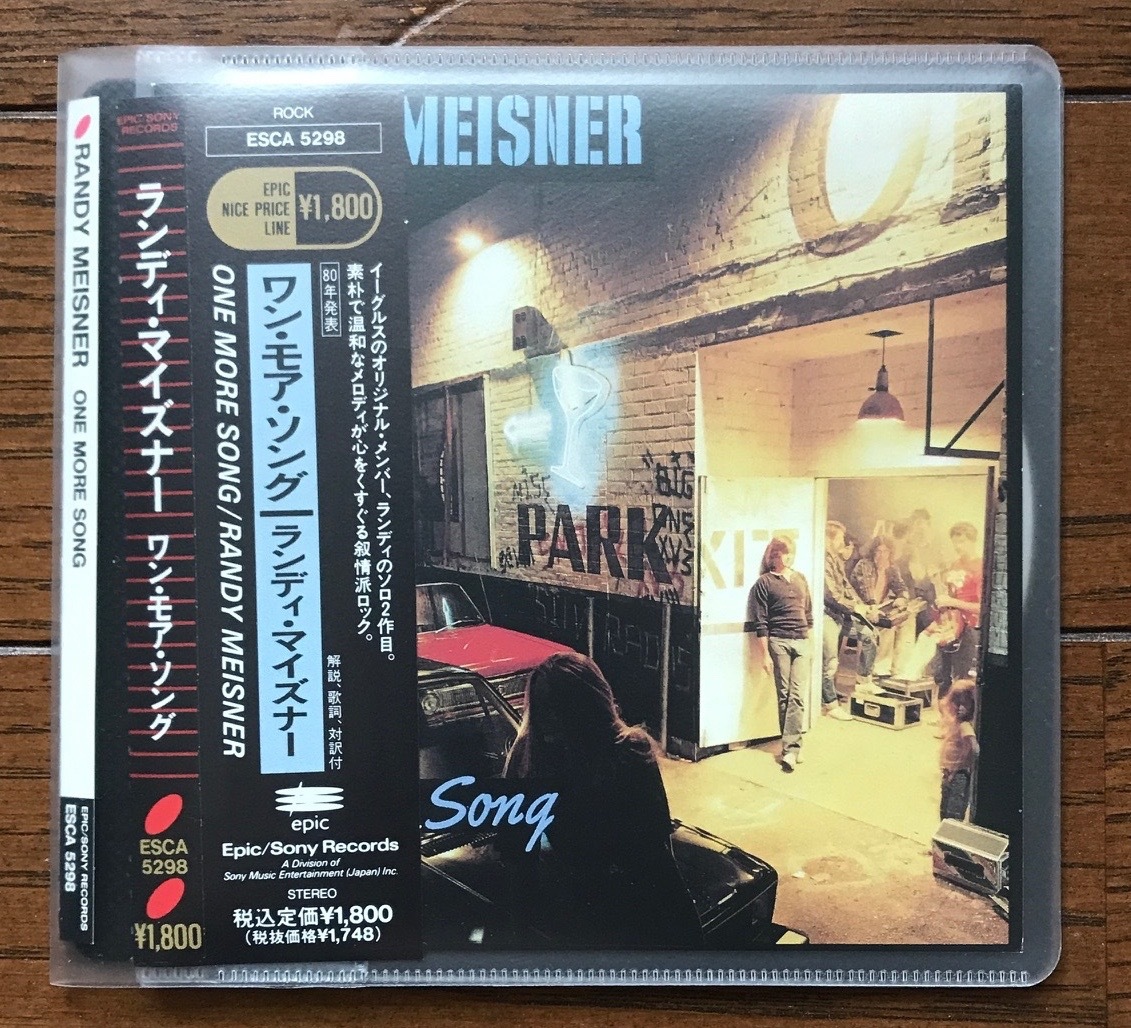 RANDY MEISNER ONE MORE SONG
EPIC/SONY RECORDS
ESCA 5298
EPIC/SONY
RECORDS
ランディ・マイズナー ワン・モア・ソング
ESCA
5298
¥1,800
ROCK
ESCA 5298
EPIC
NICE PRICE
LINE
¥1,800
イーグルスのオリジナル・メンバー、ランディのソロ2作目。
素朴で温和なメロディが心をくすぐる叙情派ロック。
80年発表
解説、歌詞、対訳付
ワン・モア・ソング/ランディ・マイズナー
ONE MORE SONG/RANDY MEISNER
epic
Epic/Sony Records
A Division of
Sony Music Entertainment (Japan) Inc.
STEREO
税込定価¥1,800
(税抜価格¥1,748)
MEISNER
BIG
PARK
EXIT
Song